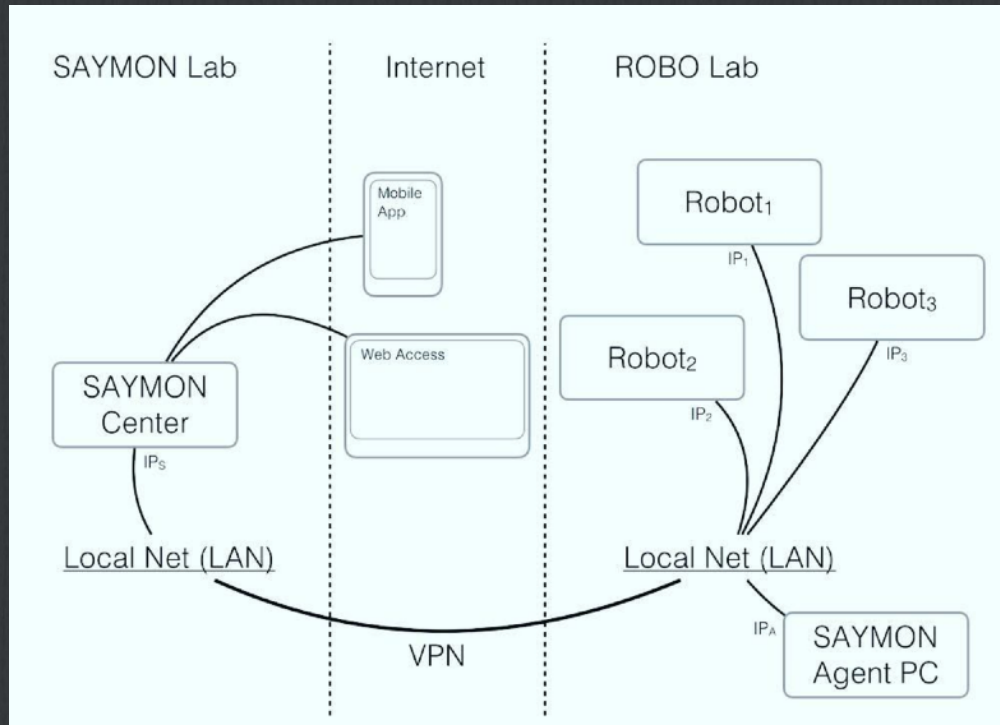 SAYMON Lab
Internet
ROBO Lab
Mobile
App
Robot₁
IP₁
Robot₃
IP₃
Robot₂
IP₂
Web Access
SAYMON
Center
IPₛ
Local Net (LAN)
Local Net (LAN)
VPN
IPᴀ
SAYMON
Agent PC